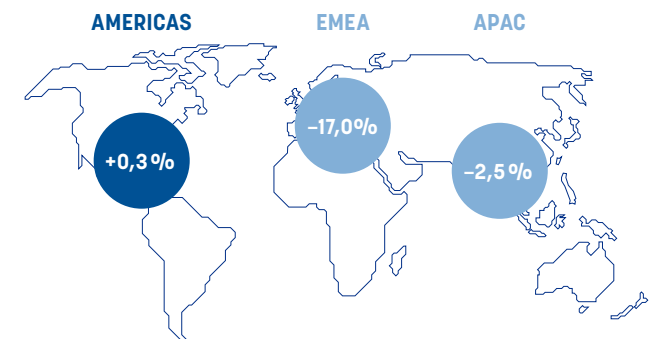 AMERICAS
EMEA
APAC
+0,3 %
–17,0%
–2,5 %